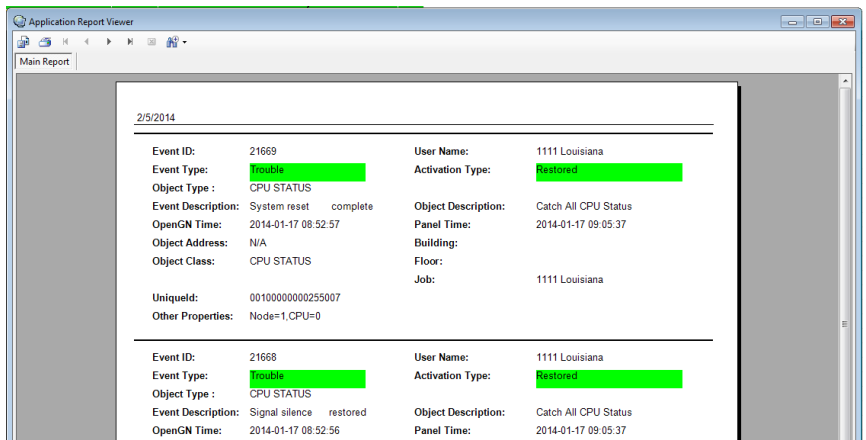 Application Report Viewer
Main Report
2/5/2014
Event ID: 21669 User Name: 1111 Louisiana
Event Type: Trouble Activation Type: Restored
Object Type : CPU STATUS
Event Description: System reset complete Object Description: Catch All CPU Status
OpenGN Time: 2014-01-17 08:52:57 Panel Time: 2014-01-17 09:05:37
Object Address: N/A Building:
Object Class: CPU STATUS Floor:
Job: 1111 Louisiana
UniqueId: 00100000000255007
Other Properties: Node=1,CPU=0
Event ID: 21668 User Name: 1111 Louisiana
Event Type: Trouble Activation Type: Restored
Object Type : CPU STATUS
Event Description: Signal silence restored Object Description: Catch All CPU Status
OpenGN Time: 2014-01-17 08:52:56 Panel Time: 2014-01-17 09:05:37